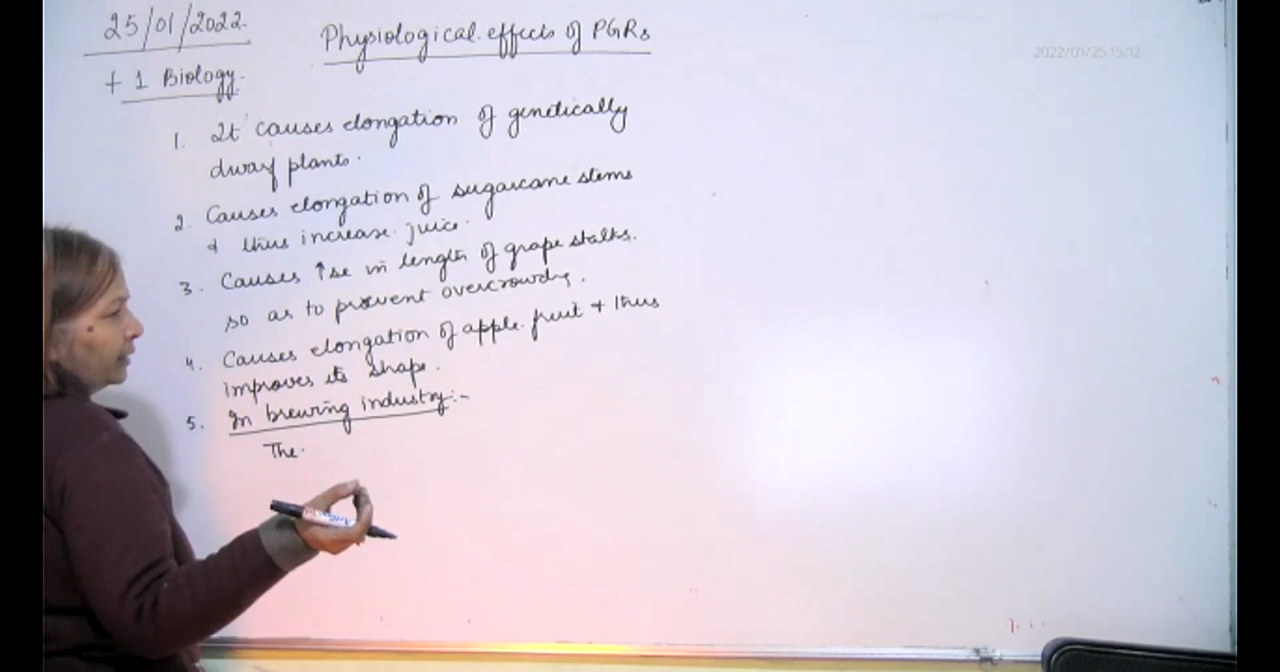 25/01/2022
Physiological effects of PGRs
2022/01/25 15:12
+ 1 Biology
1. It causes elongation of genetically
dwarf plants.
2. Causes elongation of sugarcane stems
& thus increase juice.
3. Causes ↑se in length of grape stalks.
so as to prevent overcrowding.
4. Causes elongation of apple fruit & thus
improves its shape.
5. In brewing industry:-
The